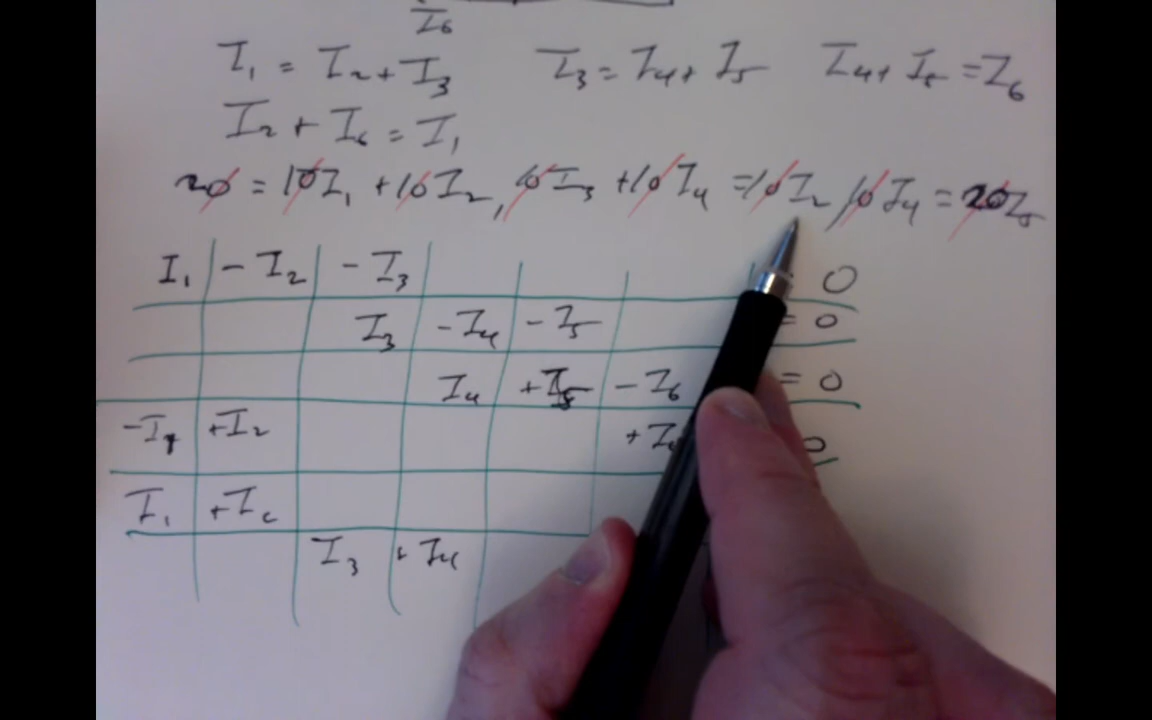 I6
I1 = I2 + I3 I3 = I4 + I5 I4 + I5 = I6
I2 + I6 = I1
20 = 10I1 + 10I2, 10I3 + 10I4 = 10I2, 10I4 = 20I5
I1 - I2 - I3 0
I3 - I4 - I5 = 0
I4 + I5 - I6 = 0
-I1 + I2 + I6 0
I1 + I2
I3 + I4